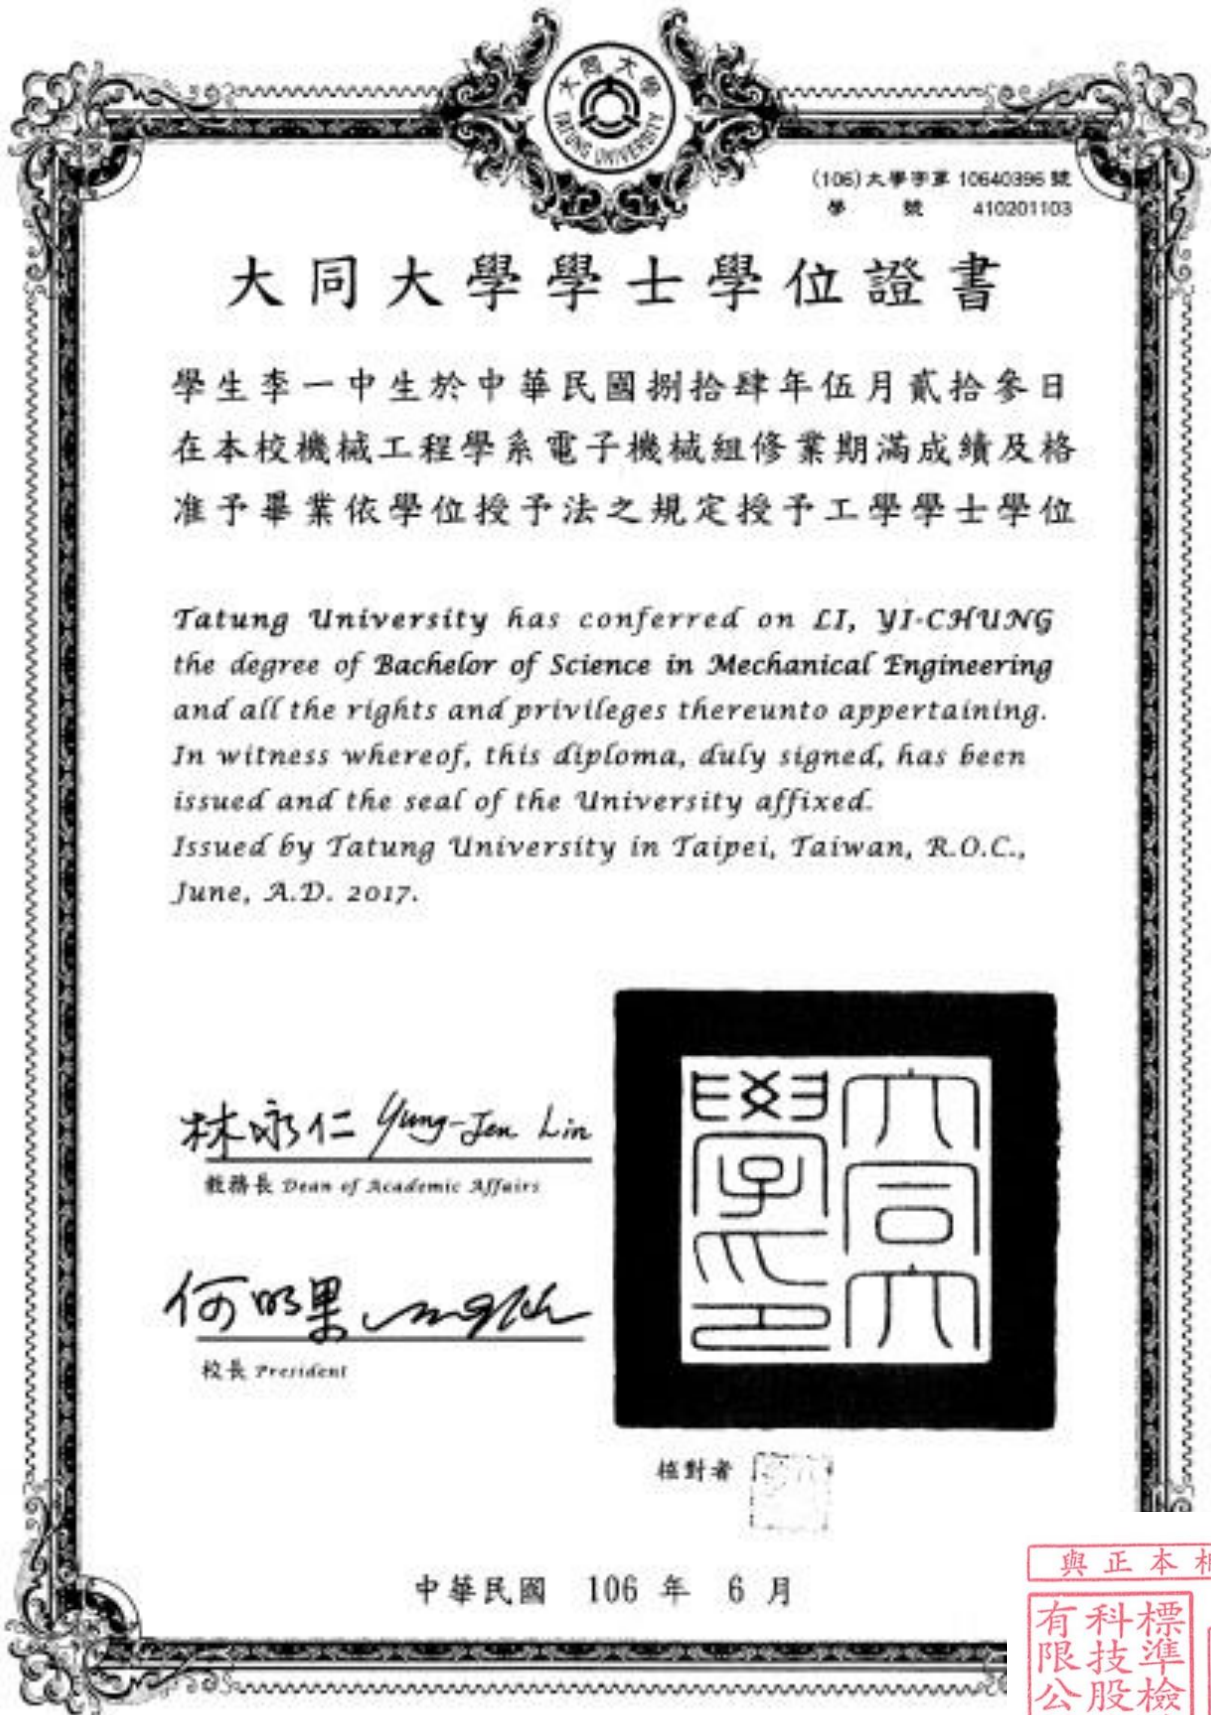 大同大學
TATUNG UNIVERSITY
(106)大學字第 10640396 號
學 號 410201103
大同大學學士學位證書
學生李一中生於中華民國捌拾肆年伍月貳拾參日
在本校機械工程學系電子機械組修業期滿成績及格
准予畢業依學位授予法之規定授予工學學士學位
Tatung University has conferred on LI, YI-CHUNG
the degree of Bachelor of Science in Mechanical Engineering
and all the rights and privileges thereunto appertaining.
In witness whereof, this diploma, duly signed, has been
issued and the seal of the University affixed.
Issued by Tatung University in Taipei, Taiwan, R.O.C.,
June, A.D. 2017.
林永仁 Yung-Jen Lin
教務長 Dean of Academic Affairs
何明果
校長 President
大同大
學之印
核對者
中華民國 106 年 6 月
與正本相
標準檢
科技股
有限公